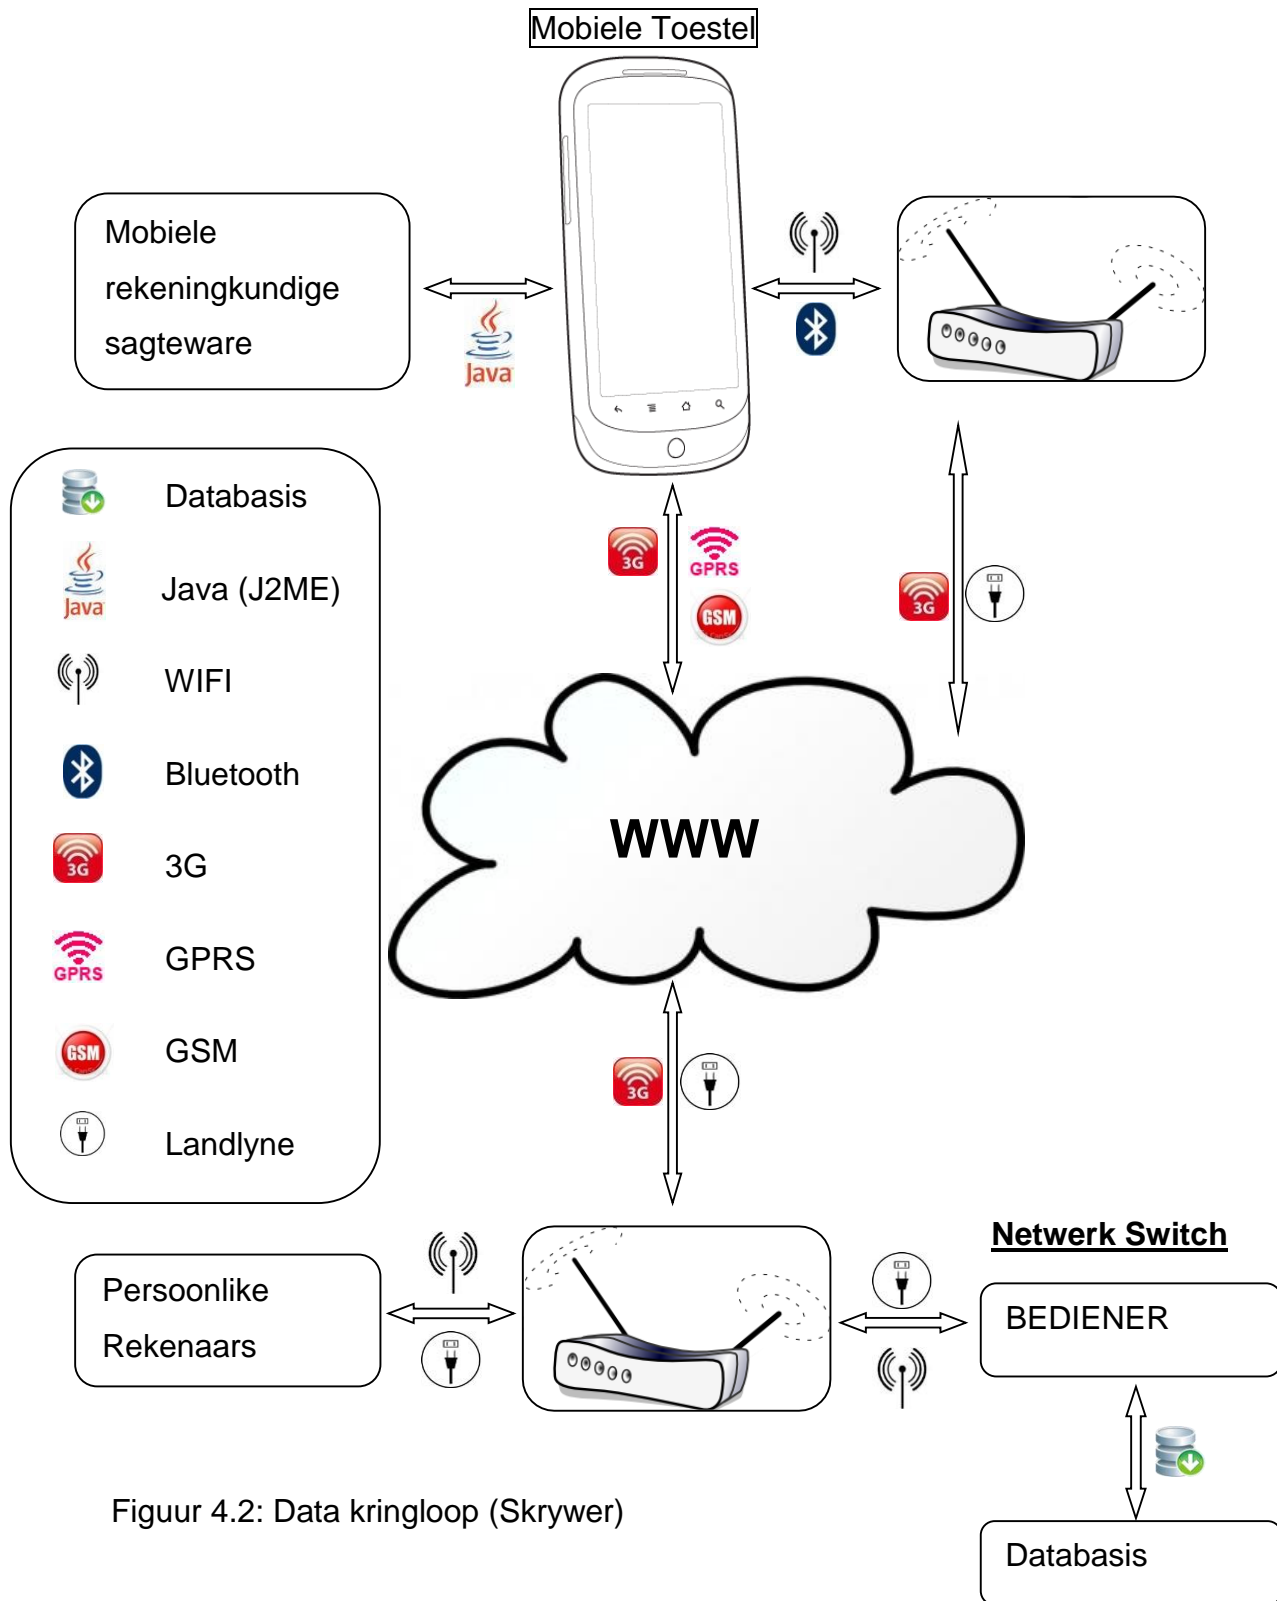 Mobiele Toestel
Mobiele
rekeningkundige
sagteware
Java
Databasis
Java
Java (J2ME)
WIFI
Bluetooth
3G
3G
GPRS
GPRS
GSM
GSM
Landlyne
3G
GPRS
GSM
3G
WWW
3G
Netwerk Switch
Persoonlike
Rekenaars
BEDIENER
Figuur 4.2: Data kringloop (Skrywer)
Databasis